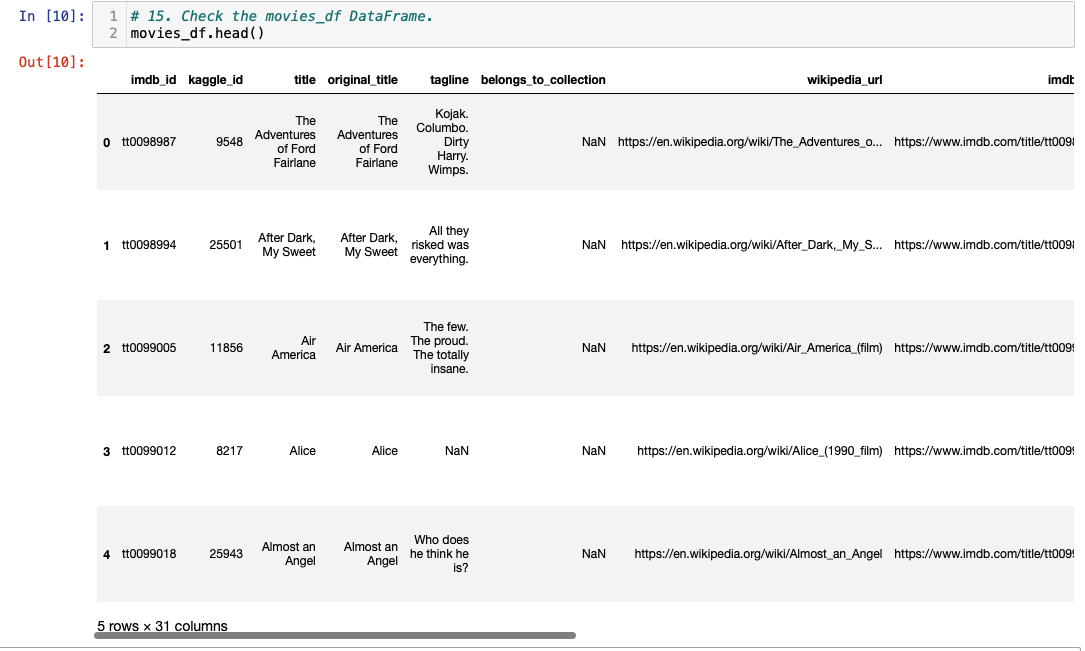 In [10]:
1 # 15. Check the movies_df DataFrame.
2 movies_df.head()
Out[10]:
imdb_id kaggle_id title original_title tagline belongs_to_collection wikipedia_url imdb
0 tt0098987 9548 The Adventures of Ford Fairlane The Adventures of Ford Fairlane Kojak. Columbo. Dirty Harry. Wimps. NaN https://en.wikipedia.org/wiki/The_Adventures_o... https://www.imdb.com/title/tt009
1 tt0098994 25501 After Dark, My Sweet After Dark, My Sweet All they risked was everything. NaN https://en.wikipedia.org/wiki/After_Dark,_My_S... https://www.imdb.com/title/tt009
2 tt0099005 11856 Air America Air America The few. The proud. The totally insane. NaN https://en.wikipedia.org/wiki/Air_America_(film) https://www.imdb.com/title/tt009
3 tt0099012 8217 Alice Alice NaN NaN https://en.wikipedia.org/wiki/Alice_(1990_film) https://www.imdb.com/title/tt009
4 tt0099018 25943 Almost an Angel Almost an Angel Who does he think he is? NaN https://en.wikipedia.org/wiki/Almost_an_Angel https://www.imdb.com/title/tt009
5 rows × 31 columns